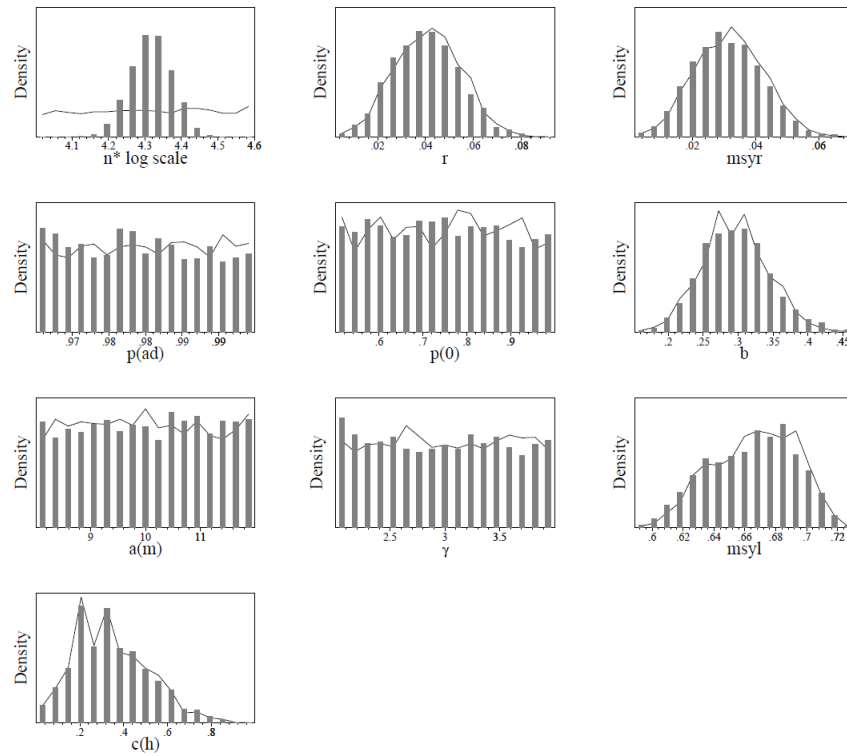 Density
4.1 4.2 4.3 4.4 4.5 4.6
n* log scale
Density
.02 .04 .06 .08
r
Density
.02 .04 .06
msyr
Density
.97 .98 .98 .99 .99
p(ad)
Density
.6 .7 .8 .9
p(0)
Density
.2 .25 .3 .35 .4 .45
b
Density
9 10 11
a(m)
Density
2.5 3 3.5
γ
Density
.6 .62 .64 .66 .68 .7 .72
msyl
Density
.2 .4 .6 .8
c(h)